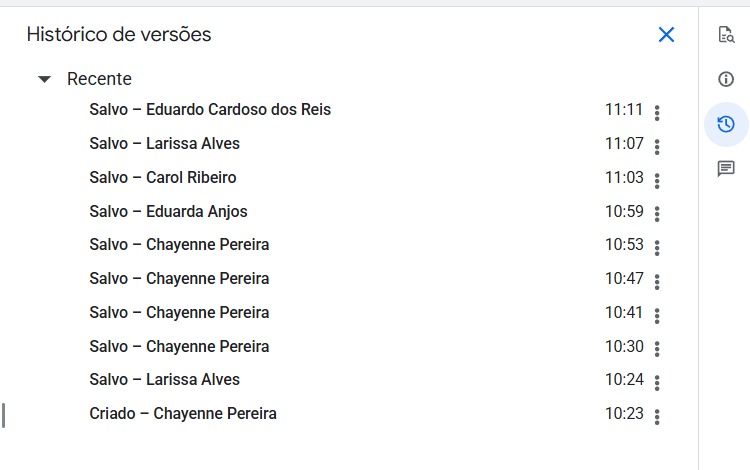 Histórico de versões
Recente
Salvo – Eduardo Cardoso dos Reis 11:11
Salvo – Larissa Alves 11:07
Salvo – Carol Ribeiro 11:03
Salvo – Eduarda Anjos 10:59
Salvo – Chayenne Pereira 10:53
Salvo – Chayenne Pereira 10:47
Salvo – Chayenne Pereira 10:41
Salvo – Chayenne Pereira 10:30
Salvo – Larissa Alves 10:24
Criado – Chayenne Pereira 10:23